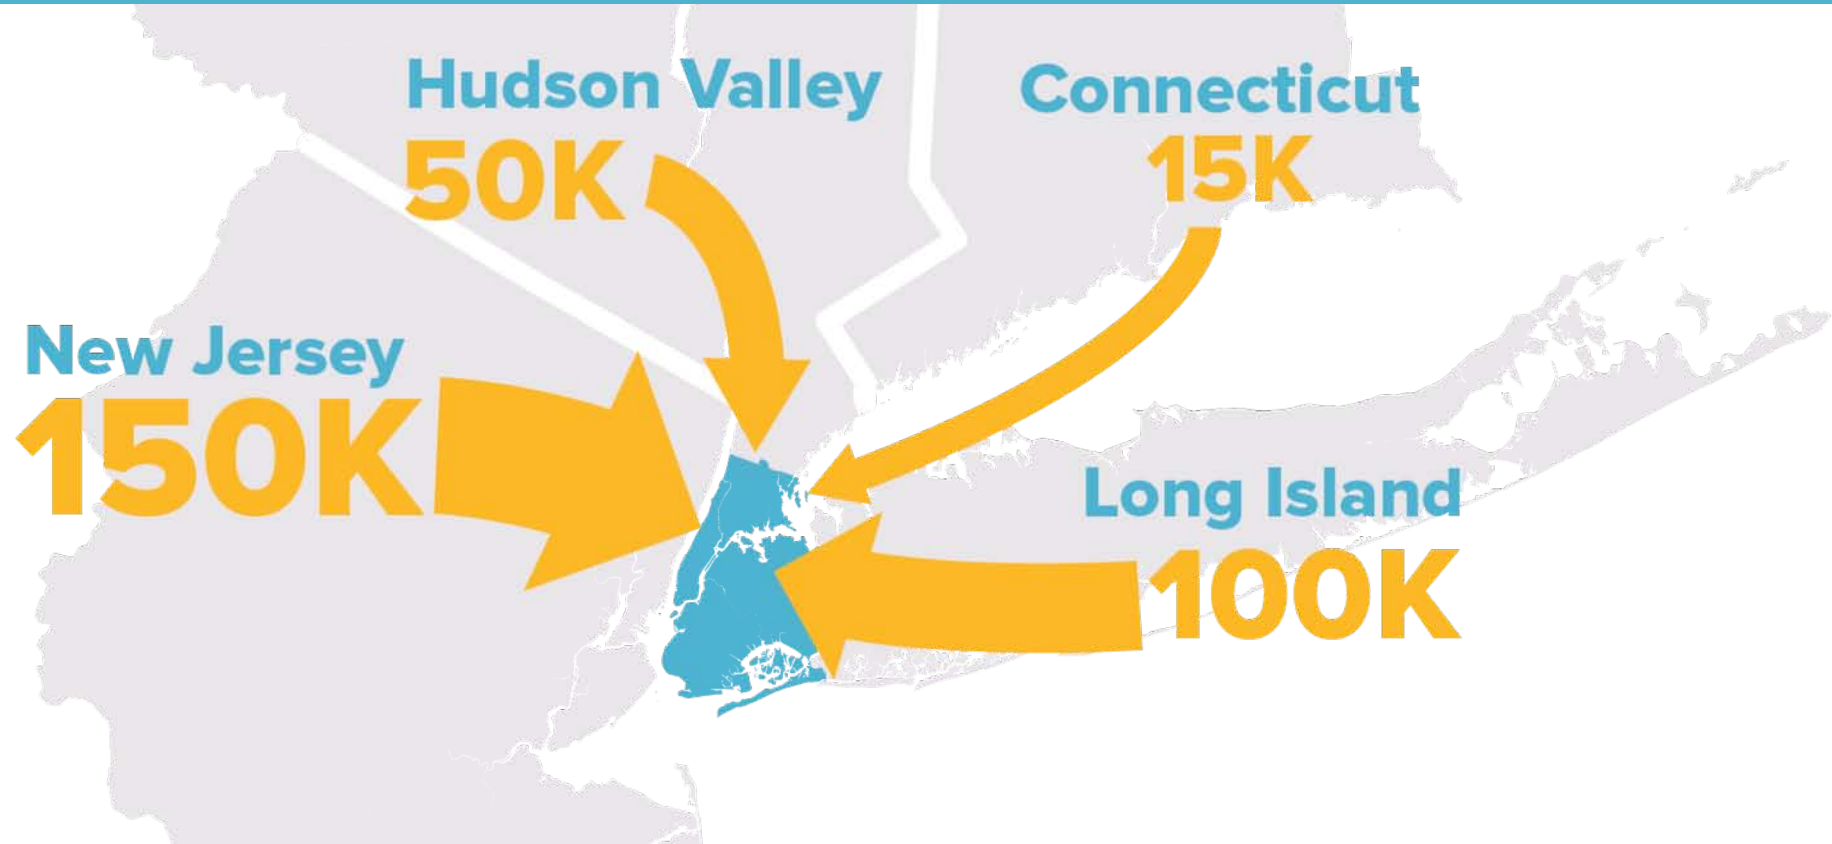 Hudson Valley
50K
Connecticut
15K
New Jersey
150K
Long Island
100K